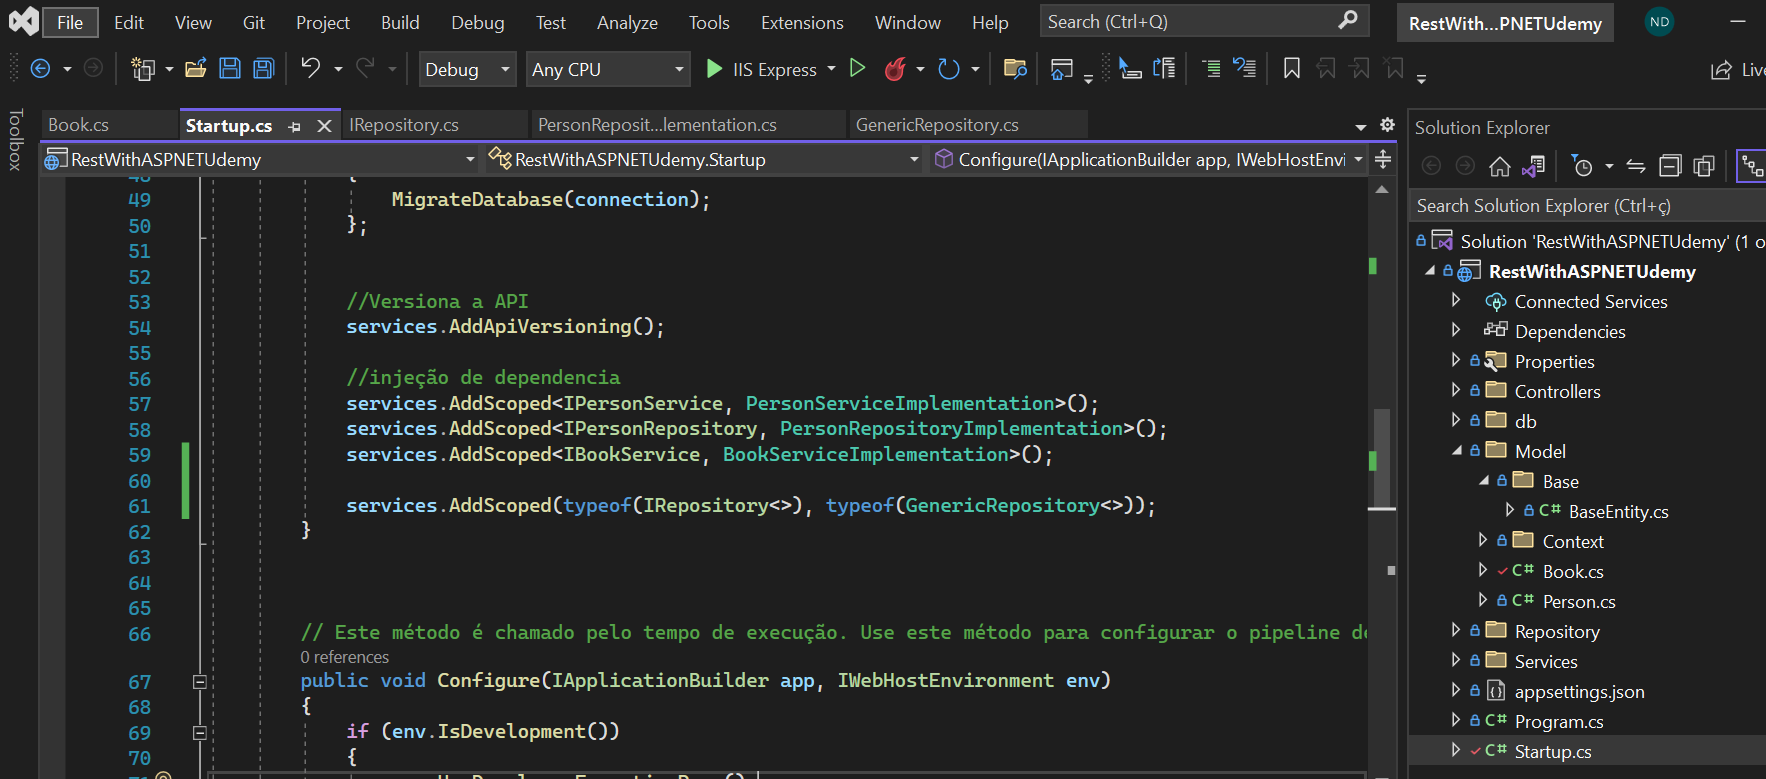 File Edit View Git Project Build Debug Test Analyze Tools Extensions Window Help Search (Ctrl+Q) RestWith...PNETUdemy ND
Debug Any CPU IIS Express Live
Toolbox
Book.cs Startup.cs IRepository.cs PersonReposit...lementation.cs GenericRepository.cs
RestWithASPNETUdemy RestWithASPNETUdemy.Startup Configure(IApplicationBuilder app, IWebHostEnvi
48 {
49 MigrateDatabase(connection);
50 };
51
52
53 //Versiona a API
54 services.AddApiVersioning();
55
56 //injeção de dependencia
57 services.AddScoped<IPersonService, PersonServiceImplementation>();
58 services.AddScoped<IPersonRepository, PersonRepositoryImplementation>();
59 services.AddScoped<IBookService, BookServiceImplementation>();
60
61 services.AddScoped(typeof(IRepository<>), typeof(GenericRepository<>));
62 }
63
64
65
66 // Este método é chamado pelo tempo de execução. Use este método para configurar o pipeline de
0 references
67 public void Configure(IApplicationBuilder app, IWebHostEnvironment env)
68 {
69 if (env.IsDevelopment())
70 {
Solution Explorer
Search Solution Explorer (Ctrl+ç)
Solution 'RestWithASPNETUdemy' (1 o
RestWithASPNETUdemy
Connected Services
Dependencies
Properties
Controllers
db
Model
Base
C# BaseEntity.cs
Context
C# Book.cs
C# Person.cs
Repository
Services
appsettings.json
C# Program.cs
C# Startup.cs